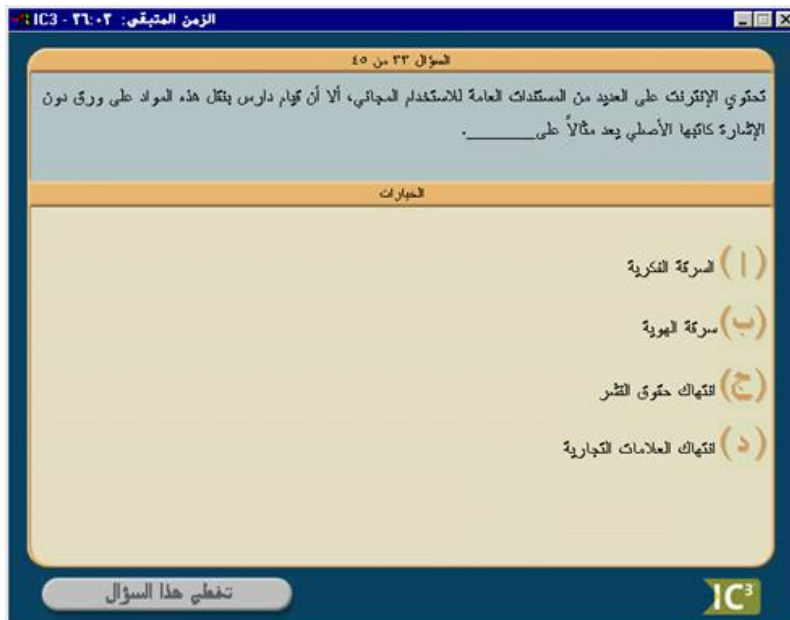 الزمن المتبقي: ٣٦:٠٢ - IC3
السؤال ٣٣ من ٤٥
تحتوي الإنترنت على العديد من المستندات العامة للاستخدام المجاني، ألا أن قيام دارس بنقل هذه المواد على ورق دون
الإشارة كاتبها الأصلي يعد مثالاً على________.
الخيارات
(ا) السرقة الفكرية
(ب) سرقة الهوية
(ج) انتهاك حقوق النشر
(د) انتهاك العلامات التجارية
تخطي هذا السؤال
IC³